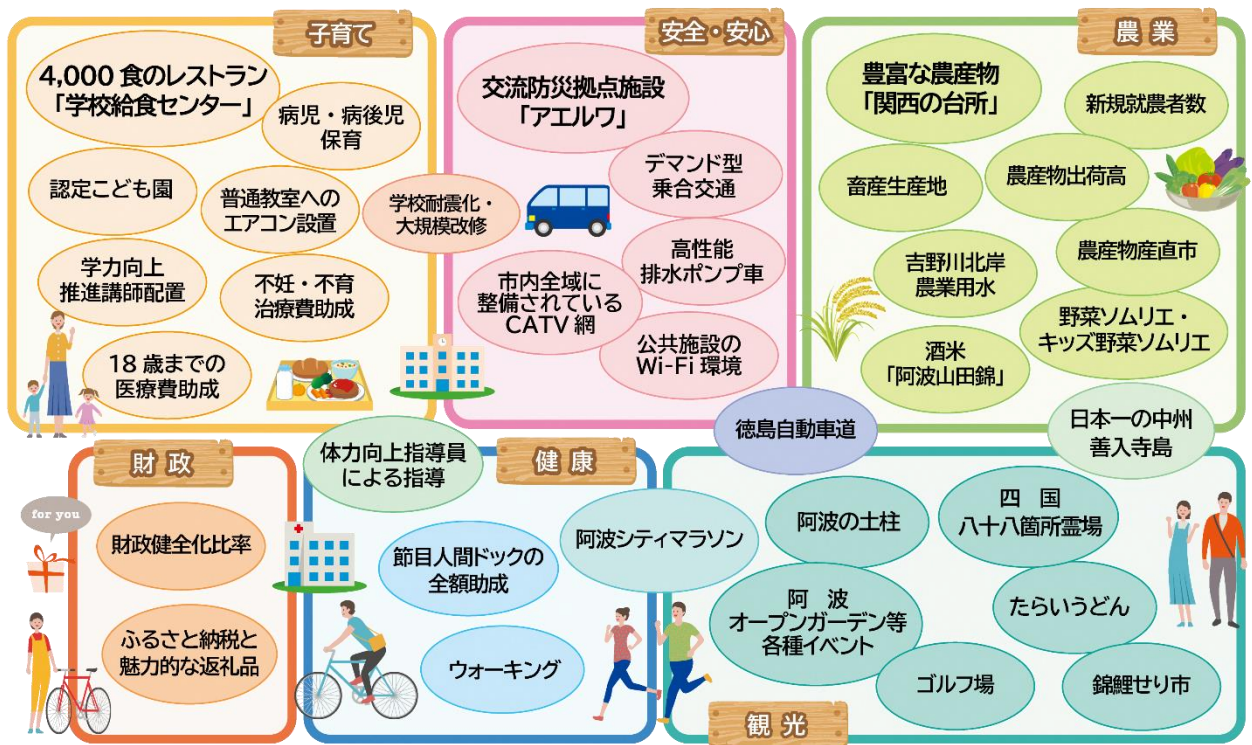 子育て
4,000 食のレストラン
「学校給食センター」
病児・病後児
保育
認定こども園
普通教室への
エアコン設置
学校耐震化・
大規模改修
学力向上
推進講師配置
不妊・不育
治療費助成
18 歳までの
医療費助成
安全・安心
交流防災拠点施設
「アエルワ」
デマンド型
乗合交通
高性能
排水ポンプ車
市内全域に
整備されている
CATV 網
公共施設の
Wi-Fi 環境
農業
豊富な農産物
「関西の台所」
新規就農者数
畜産生産地
農産物出荷高
農産物産直市
吉野川北岸
農業用水
野菜ソムリエ・
キッズ野菜ソムリエ
酒米
「阿波山田錦」
徳島自動車道
日本一の中州
善入寺島
財政
for you
財政健全化比率
ふるさと納税と
魅力的な返礼品
体力向上指導員
による指導
健康
節目人間ドックの
全額助成
ウォーキング
阿波シティマラソン
阿波の土柱
四 国
八十八箇所霊場
阿 波
オープンガーデン等
各種イベント
たらいうどん
ゴルフ場
錦鯉せり市
観光